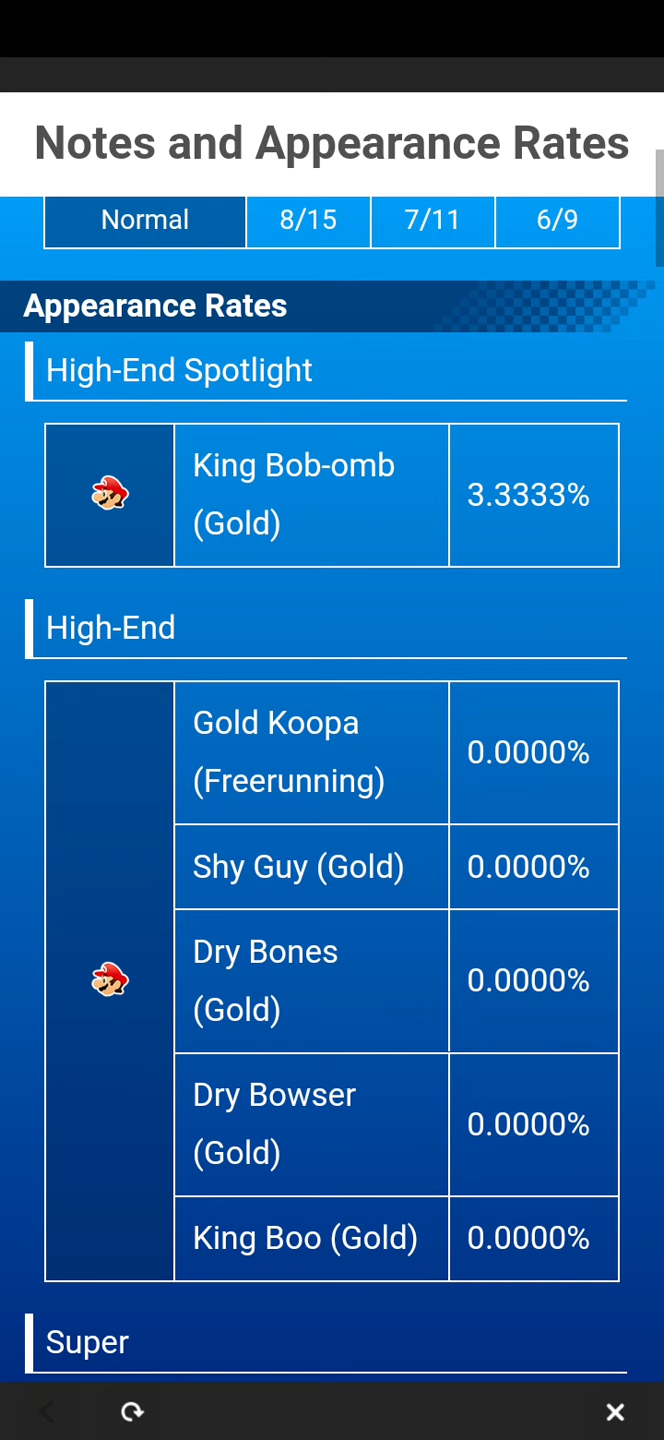 Notes and Appearance Rates
Normal 8/15 7/11 6/9
Appearance Rates
High-End Spotlight
King Bob-omb
(Gold)
3.3333%
High-End
Gold Koopa
(Freerunning)
0.0000%
Shy Guy (Gold) 0.0000%
Dry Bones
(Gold)
0.0000%
Dry Bowser
(Gold)
0.0000%
King Boo (Gold) 0.0000%
Super